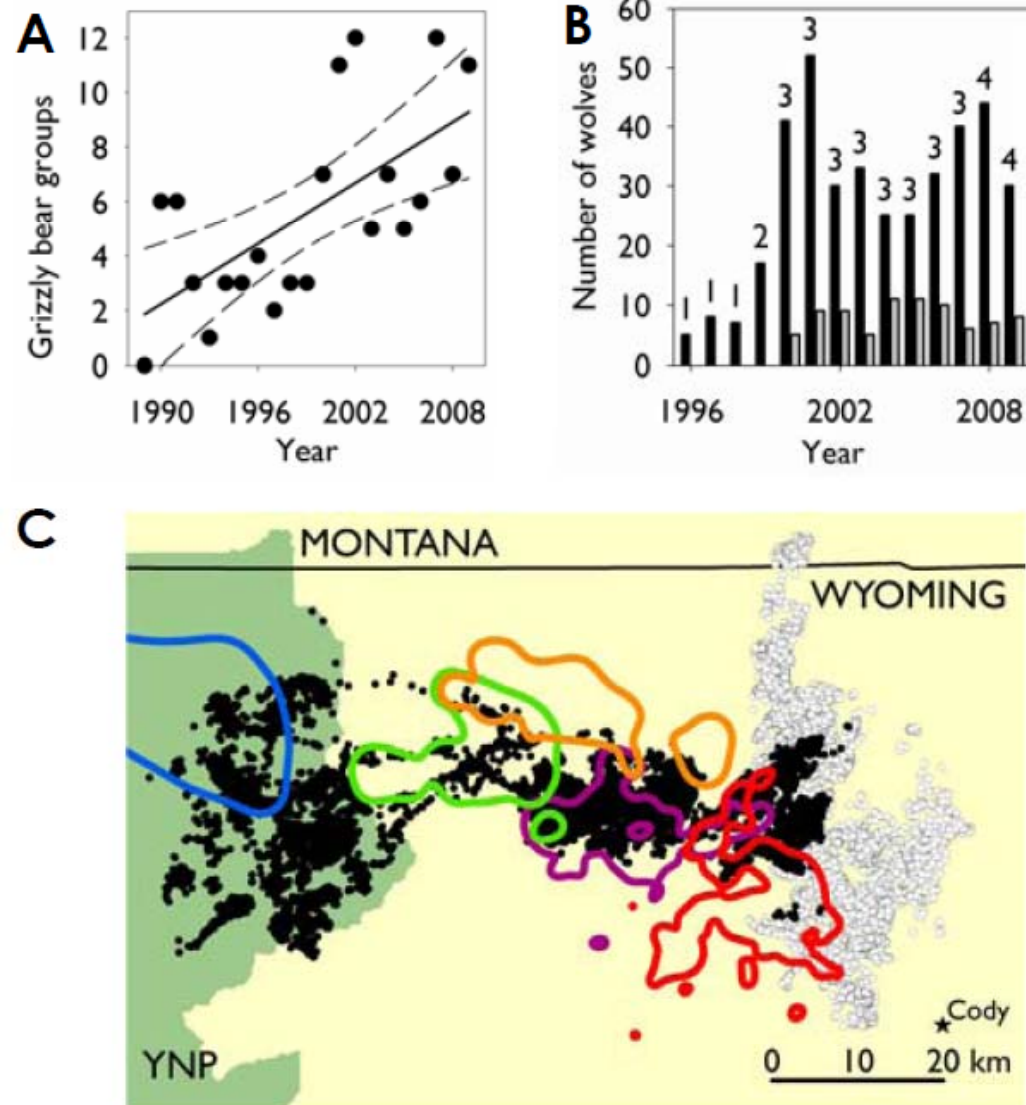 A
Grizzly bear groups
12
10
8
6
4
2
0
1990 1996 2002 2008
Year
B
Number of wolves
60
50
40
30
20
10
0
1 1 1 2 3 3 3 3 3 3 3 3 4 4
1996 2002 2008
Year
C
MONTANA
WYOMING
Cody
YNP
0 10 20 km